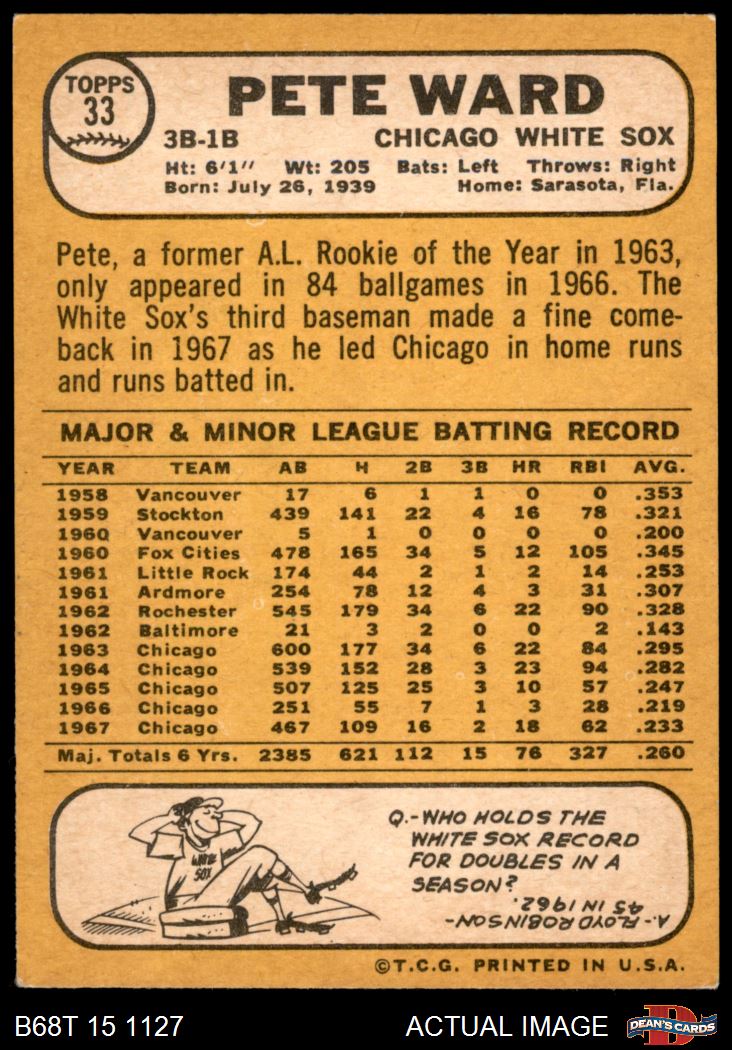 TOPPS
33
PETE WARD
3B-1B CHICAGO WHITE SOX
Ht: 6'1" Wt: 205 Bats: Left Throws: Right
Born: July 26, 1939 Home: Sarasota, Fla.
Pete, a former A.L. Rookie of the Year in 1963,
only appeared in 84 ballgames in 1966. The
White Sox's third baseman made a fine come-
back in 1967 as he led Chicago in home runs
and runs batted in.
MAJOR & MINOR LEAGUE BATTING RECORD
YEAR TEAM AB H 2B 3B HR RBI AVG.
1958 Vancouver 17 6 1 1 0 0 .353
1959 Stockton 439 141 22 4 16 78 .321
1960 Vancouver 5 1 0 0 0 0 .200
1960 Fox Cities 478 165 34 5 12 105 .345
1961 Little Rock 174 44 2 1 2 14 .253
1961 Ardmore 254 78 12 4 3 31 .307
1962 Rochester 545 179 34 6 22 90 .328
1962 Baltimore 21 3 2 0 0 2 .143
1963 Chicago 600 177 34 6 22 84 .295
1964 Chicago 539 152 28 3 23 94 .282
1965 Chicago 507 125 25 3 10 57 .247
1966 Chicago 251 55 7 1 3 28 .219
1967 Chicago 467 109 16 2 18 62 .233
Maj. Totals 6 Yrs. 2385 621 112 15 76 327 .260
WHITE
SOX
Q.-WHO HOLDS THE
WHITE SOX RECORD
FOR DOUBLES IN A
SEASON?
A.-FLOYD ROBINSON-
45 IN 1962.
©T.C.G. PRINTED IN U.S.A.
B68T 15 1127 ACTUAL IMAGE
D
DEAN'S CARDS